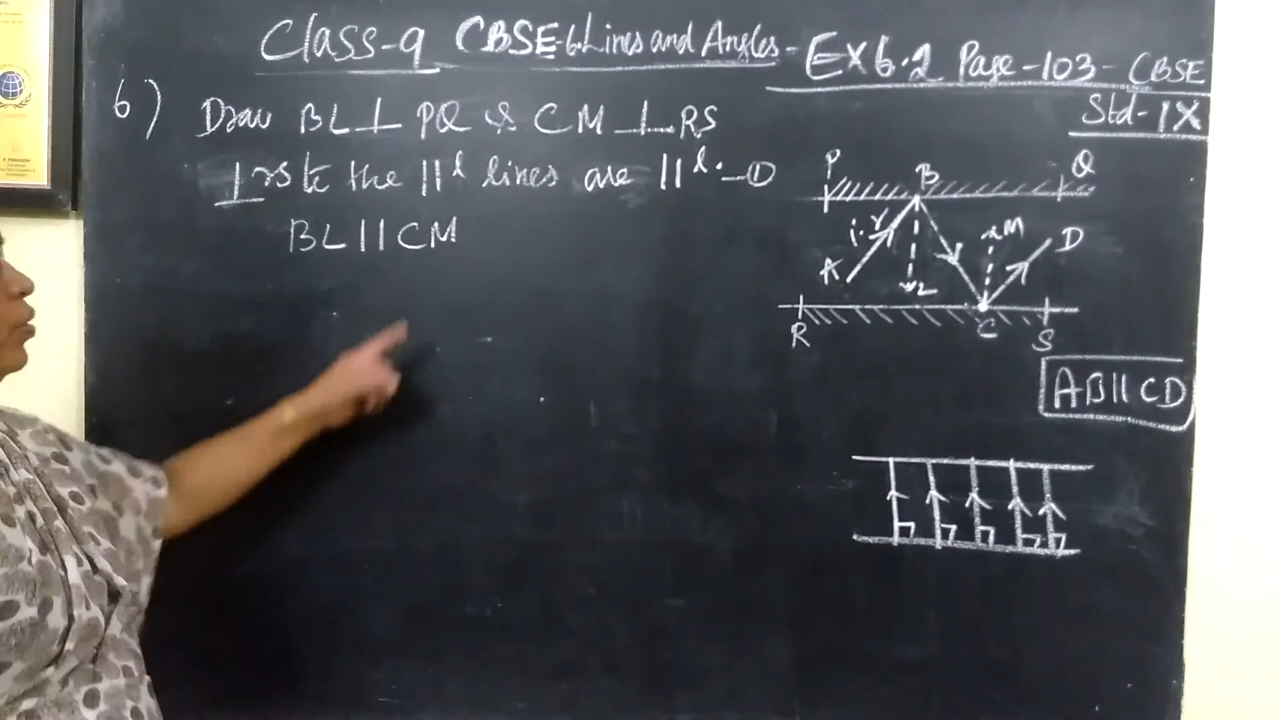 Class-9 CBSE-6.Lines and Angles - Ex 6.2 Page-103 - CBSE
Std-IX
6) Draw BL ⊥ PQ & CM ⊥ RS
⊥rs to the ||l lines are ||l. —①
BL || CM
P B Q
i.r M D
A L
R C S
AB || CD